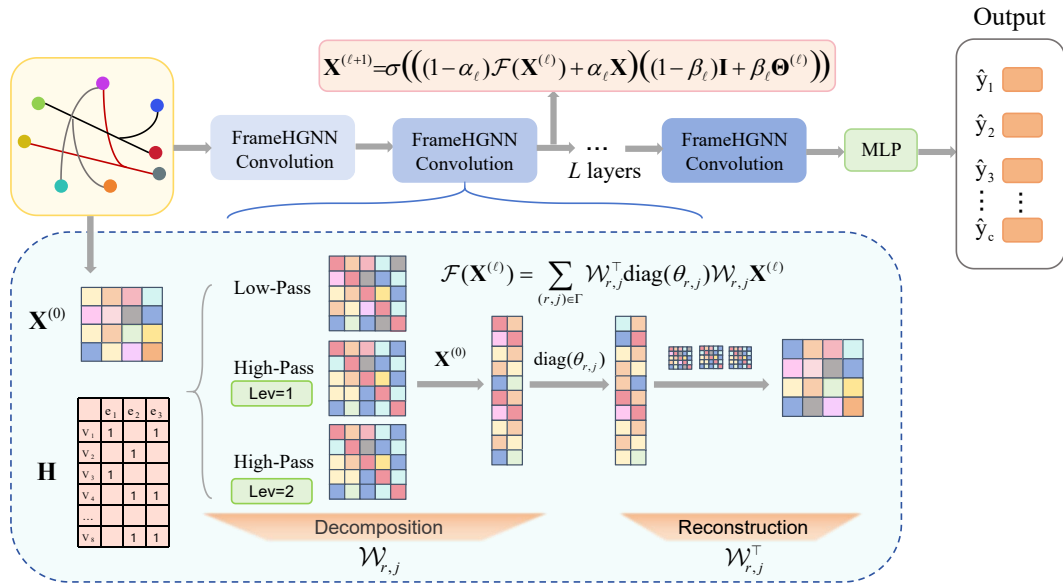 Output
X^{(ℓ+1)}=σ(((1-α_ℓ)F(X^{(ℓ)})+α_ℓX)((1-β_ℓ)I+β_ℓΘ^{(ℓ)}))
FrameHGNN
Convolution
FrameHGNN
Convolution
...
L layers
FrameHGNN
Convolution
MLP
ŷ_1
ŷ_2
ŷ_3
⋮ ⋮
ŷ_c
X^{(0)}
H
e_1 e_2 e_3
V_1 1 1
V_2 1
V_3 1
V_4 1 1
...
V_8 1 1
Low-Pass
High-Pass
Lev=1
High-Pass
Lev=2
F(X^{(ℓ)}) = ∑_{(r,j)∈Γ} W_{r,j}^⊤ diag(θ_{r,j}) W_{r,j} X^{(ℓ)}
X^{(0)}
diag(θ_{r,j})
Decomposition
W_{r,j}
Reconstruction
W_{r,j}^⊤